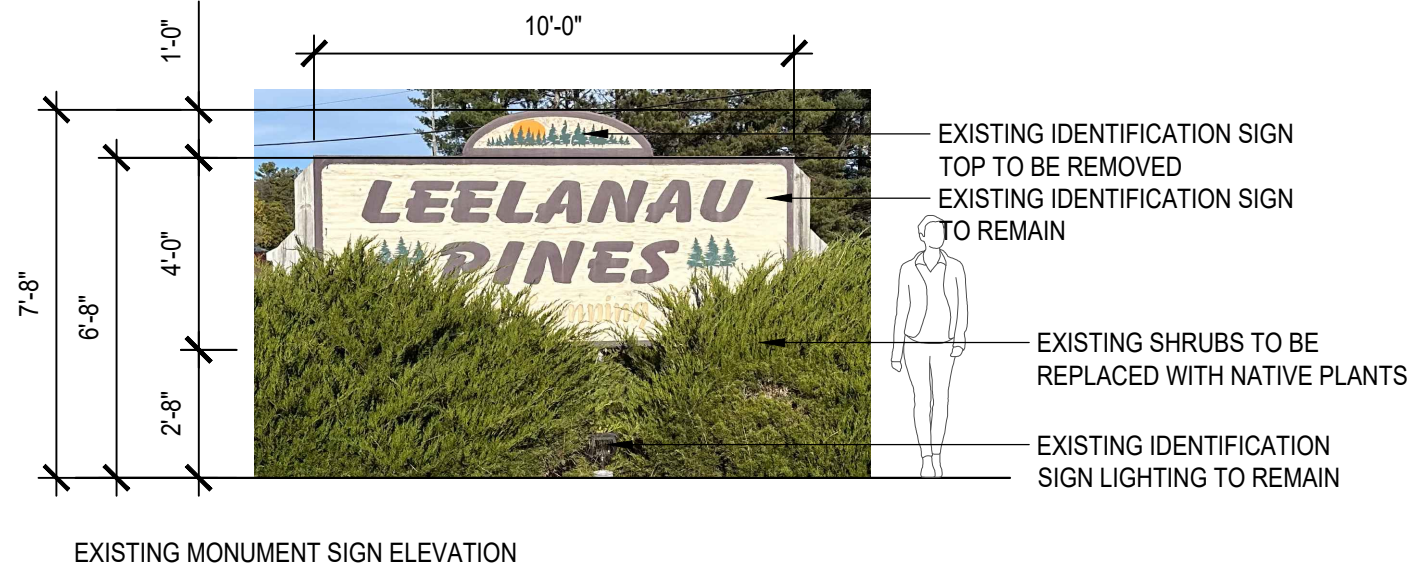 10'-0"
1'-0"
EXISTING IDENTIFICATION SIGN
TOP TO BE REMOVED
EXISTING IDENTIFICATION SIGN
TO REMAIN
LEELANAU
PINES
4'-0"
7'-8"
6'-8"
EXISTING SHRUBS TO BE
REPLACED WITH NATIVE PLANTS
2'-8"
EXISTING IDENTIFICATION
SIGN LIGHTING TO REMAIN
EXISTING MONUMENT SIGN ELEVATION